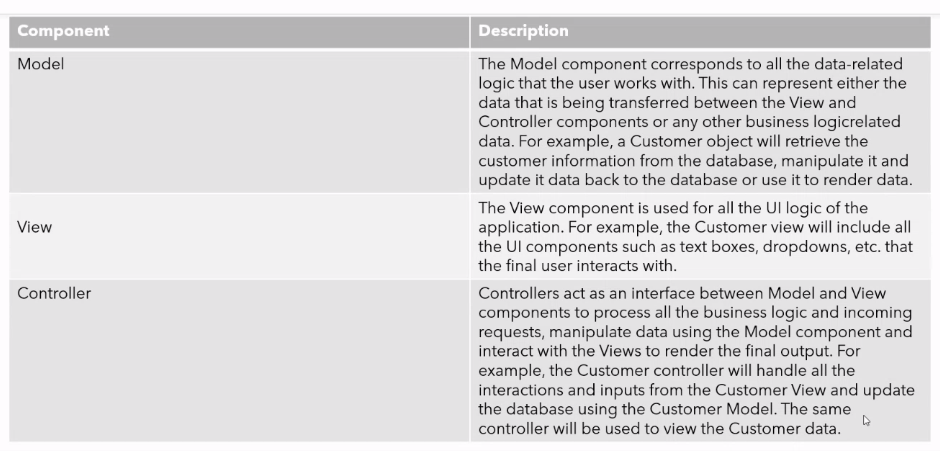 Component
Description
Model
The Model component corresponds to all the data-related
logic that the user works with. This can represent either the
data that is being transferred between the View and
Controller components or any other business logicrelated
data. For example, a Customer object will retrieve the
customer information from the database, manipulate it and
update it data back to the database or use it to render data.
View
The View component is used for all the UI logic of the
application. For example, the Customer view will include all
the UI components such as text boxes, dropdowns, etc. that
the final user interacts with.
Controller
Controllers act as an interface between Model and View
components to process all the business logic and incoming
requests, manipulate data using the Model component and
interact with the Views to render the final output. For
example, the Customer controller will handle all the
interactions and inputs from the Customer View and update
the database using the Customer Model. The same
controller will be used to view the Customer data.